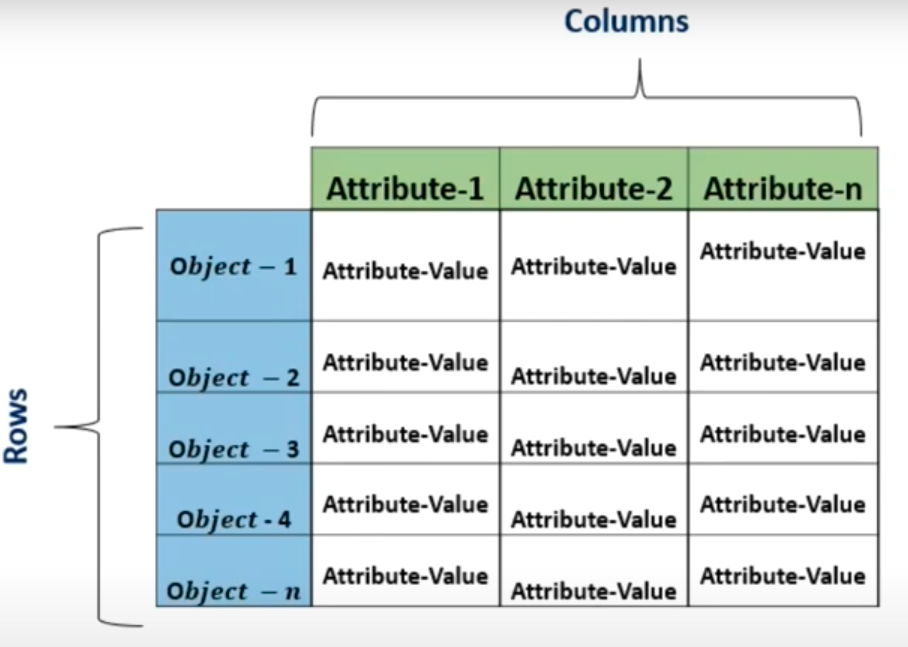 Columns
Attribute-1 Attribute-2 Attribute-n
Rows
Object – 1 Attribute-Value Attribute-Value Attribute-Value
Object – 2 Attribute-Value Attribute-Value Attribute-Value
Object – 3 Attribute-Value Attribute-Value Attribute-Value
Object - 4 Attribute-Value Attribute-Value Attribute-Value
Object – n Attribute-Value Attribute-Value Attribute-Value